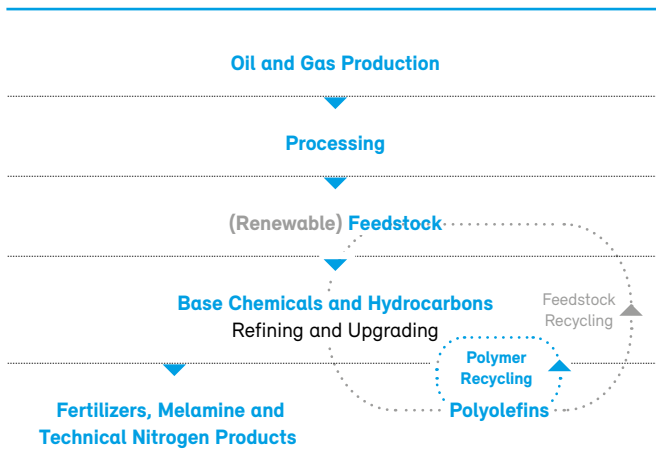 Oil and Gas Production
Processing
(Renewable) Feedstock
Base Chemicals and Hydrocarbons
Refining and Upgrading
Feedstock
Recycling
Polymer
Recycling
Fertilizers, Melamine and
Technical Nitrogen Products
Polyolefins